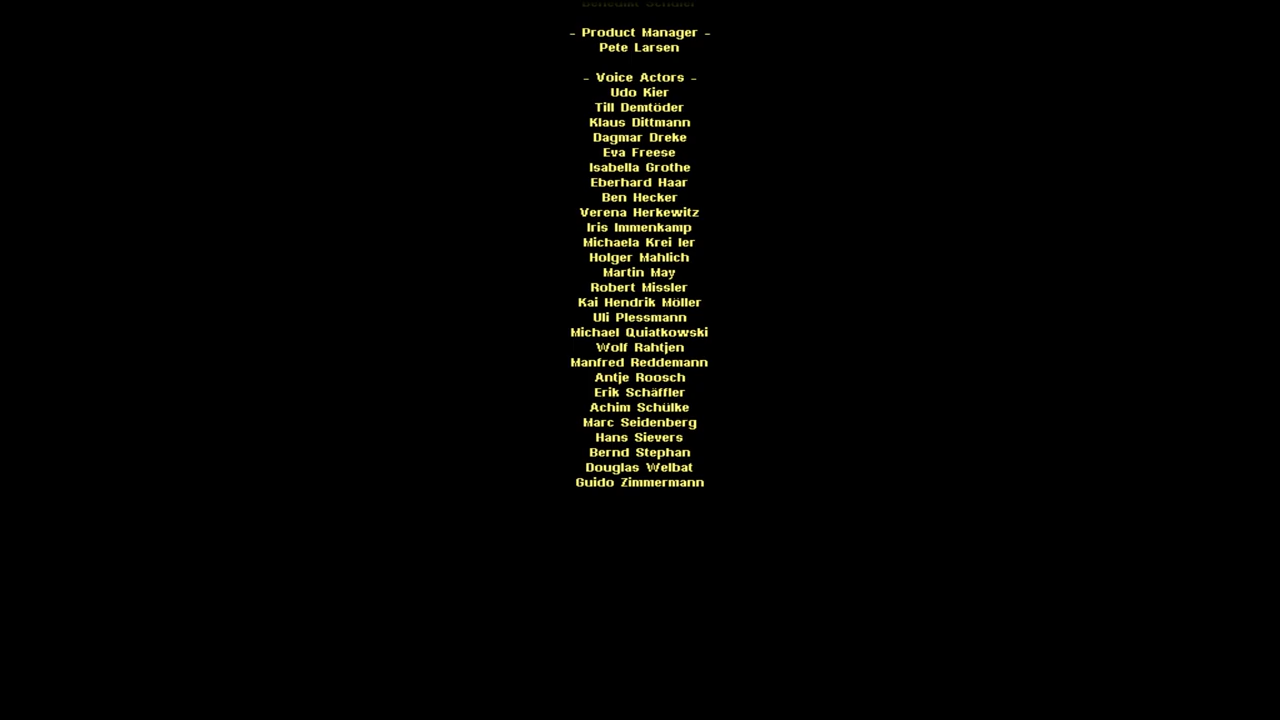 Benedikt Schüler
- Product Manager -
Pete Larsen
- Voice Actors -
Udo Kier
Till Demtöder
Klaus Dittmann
Dagmar Dreke
Eva Freese
Isabella Grothe
Eberhard Haar
Ben Hecker
Verena Herkewitz
Iris Immenkamp
Michaela Krei ler
Holger Mahlich
Martin May
Robert Missler
Kai Hendrik Möller
Uli Plessmann
Michael Quiatkowski
Wolf Rahtjen
Manfred Reddemann
Antje Roosch
Erik Schäffler
Achim Schülke
Marc Seidenberg
Hans Sievers
Bernd Stephan
Douglas Welbat
Guido Zimmermann